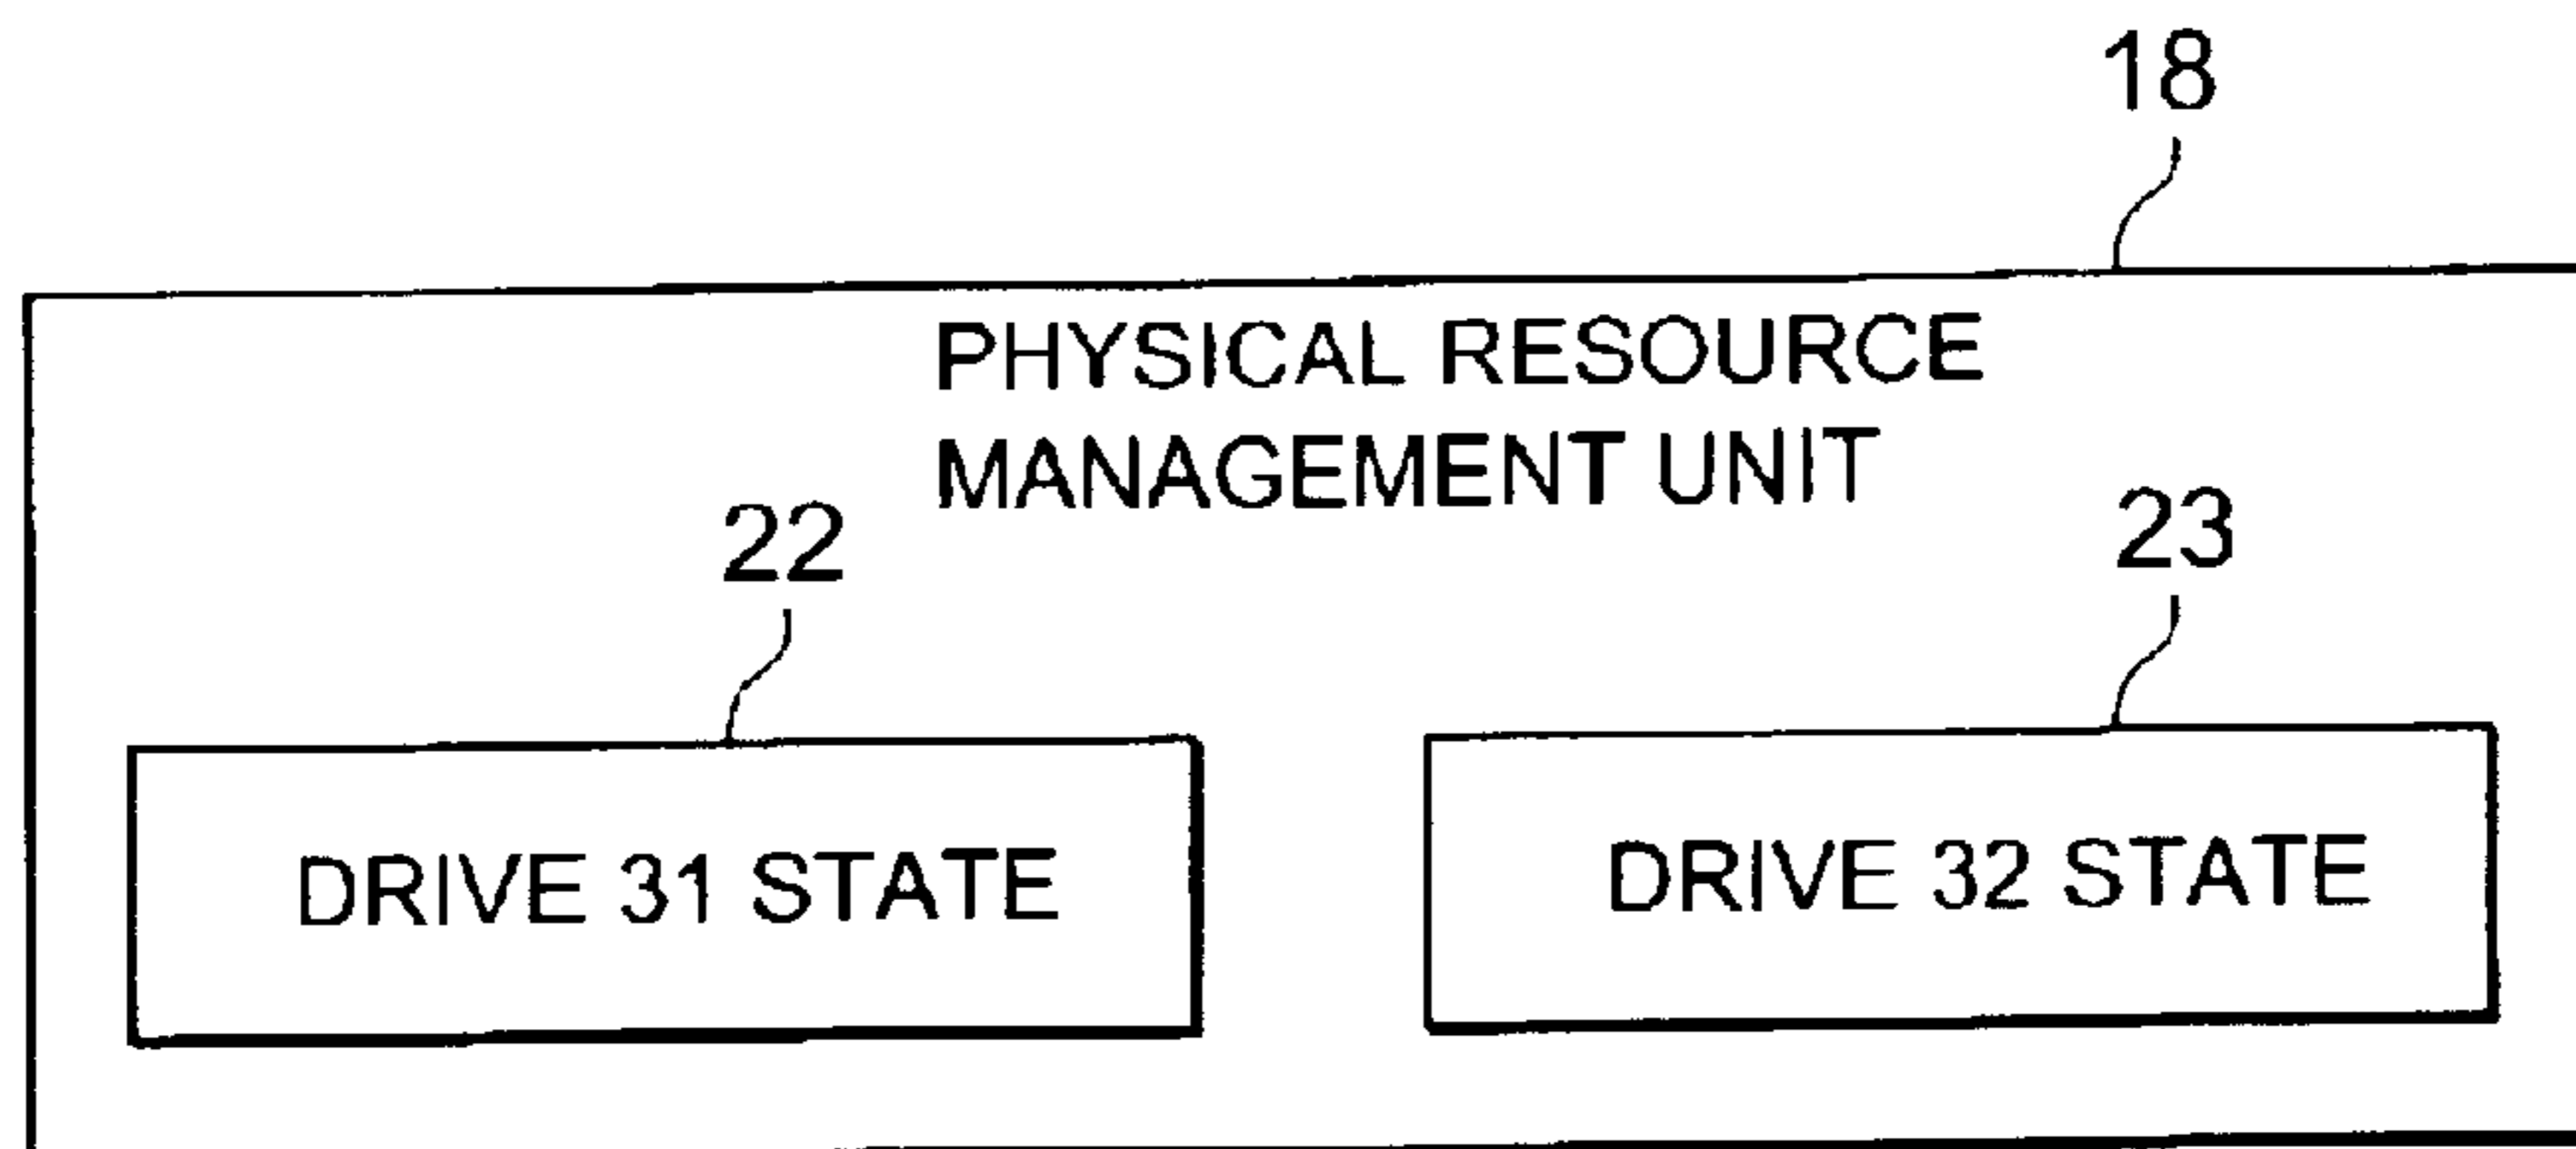 18
PHYSICAL RESOURCE
MANAGEMENT UNIT
22
23
DRIVE 31 STATE
DRIVE 32 STATE